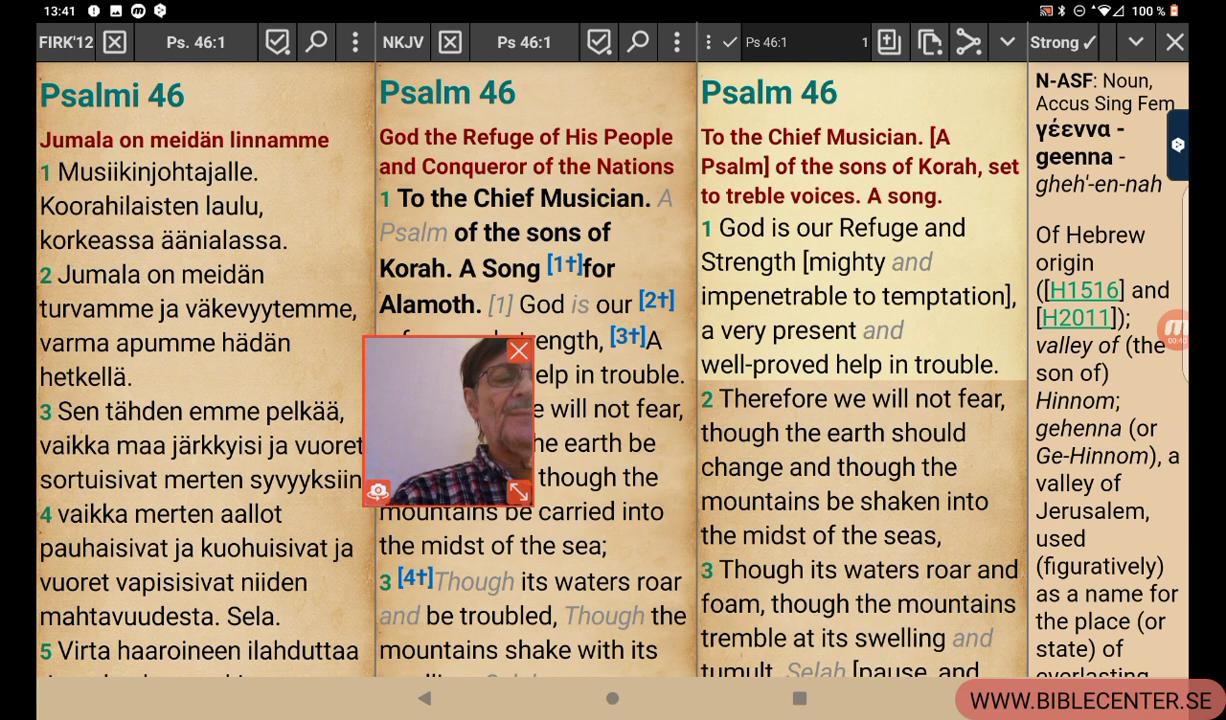 13:41
100 %
FIRK'12
Ps. 46:1
NKJV
Ps 46:1
Ps 46:1
1
Strong ✓
Psalmi 46
Jumala on meidän linnamme
1 Musiikinjohtajalle.
Koorahilaisten laulu,
korkeassa äänialassa.
2 Jumala on meidän
turvamme ja väkevyytemme,
varma apumme hädän
hetkellä.
3 Sen tähden emme pelkää,
vaikka maa järkkyisi ja vuoret
sortuisivat merten syvyyksiin
4 vaikka merten aallot
pauhaisivat ja kuohuisivat ja
vuoret vapisisivat niiden
mahtavuudesta. Sela.
5 Virta haaroineen ilahduttaa
Psalm 46
God the Refuge of His People
and Conqueror of the Nations
1 To the Chief Musician. A
Psalm of the sons of
Korah. A Song [1†]for
Alamoth. [1] God is our [2†]
[3†]A
elp in trouble.
e will not fear,
he earth be
though the
mountains be carried into
the midst of the sea;
3 [4†]Though its waters roar
and be troubled, Though the
mountains shake with its
Psalm 46
To the Chief Musician. [A
Psalm] of the sons of Korah, set
to treble voices. A song.
1 God is our Refuge and
Strength [mighty and
impenetrable to temptation],
a very present and
well-proved help in trouble.
2 Therefore we will not fear,
though the earth should
change and though the
mountains be shaken into
the midst of the seas,
3 Though its waters roar and
foam, though the mountains
tremble at its swelling and
tumult. Selah [pause, and
N-ASF: Noun,
Accus Sing Fem
γέεννα -
geenna -
gheh'-en-nah
Of Hebrew
origin
([H1516] and
[H2011]);
valley of (the
son of)
Hinnom;
gehenna (or
Ge-Hinnom), a
valley of
Jerusalem,
used
(figuratively)
as a name for
the place (or
state) of
everlasting
00:40
WWW.BIBLECENTER.SE